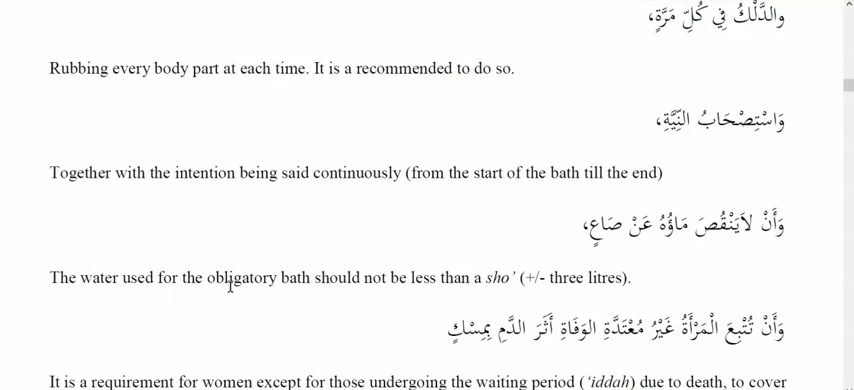 والدَّلْكُ فِي كُلِّ مَرَّةٍ،
Rubbing every body part at each time. It is a recommended to do so.
وَاسْتِصْحَابُ النِّيَّةِ،
Together with the intention being said continuously (from the start of the bath till the end)
وَأَنْ لاَيَنْقُصَ مَاؤُهُ عَنْ صَاعٍ،
The water used for the obligatory bath should not be less than a sho’ (+/- three litres).
وَأَنْ تُتْبِعَ الْمَرْأَةُ غَيْرُ مُعْتَدَّةِ الوَفَاةِ أَثَرَ الدَّمِ بِمِسْكٍ
It is a requirement for women except for those undergoing the waiting period (‘iddah) due to death, to cover